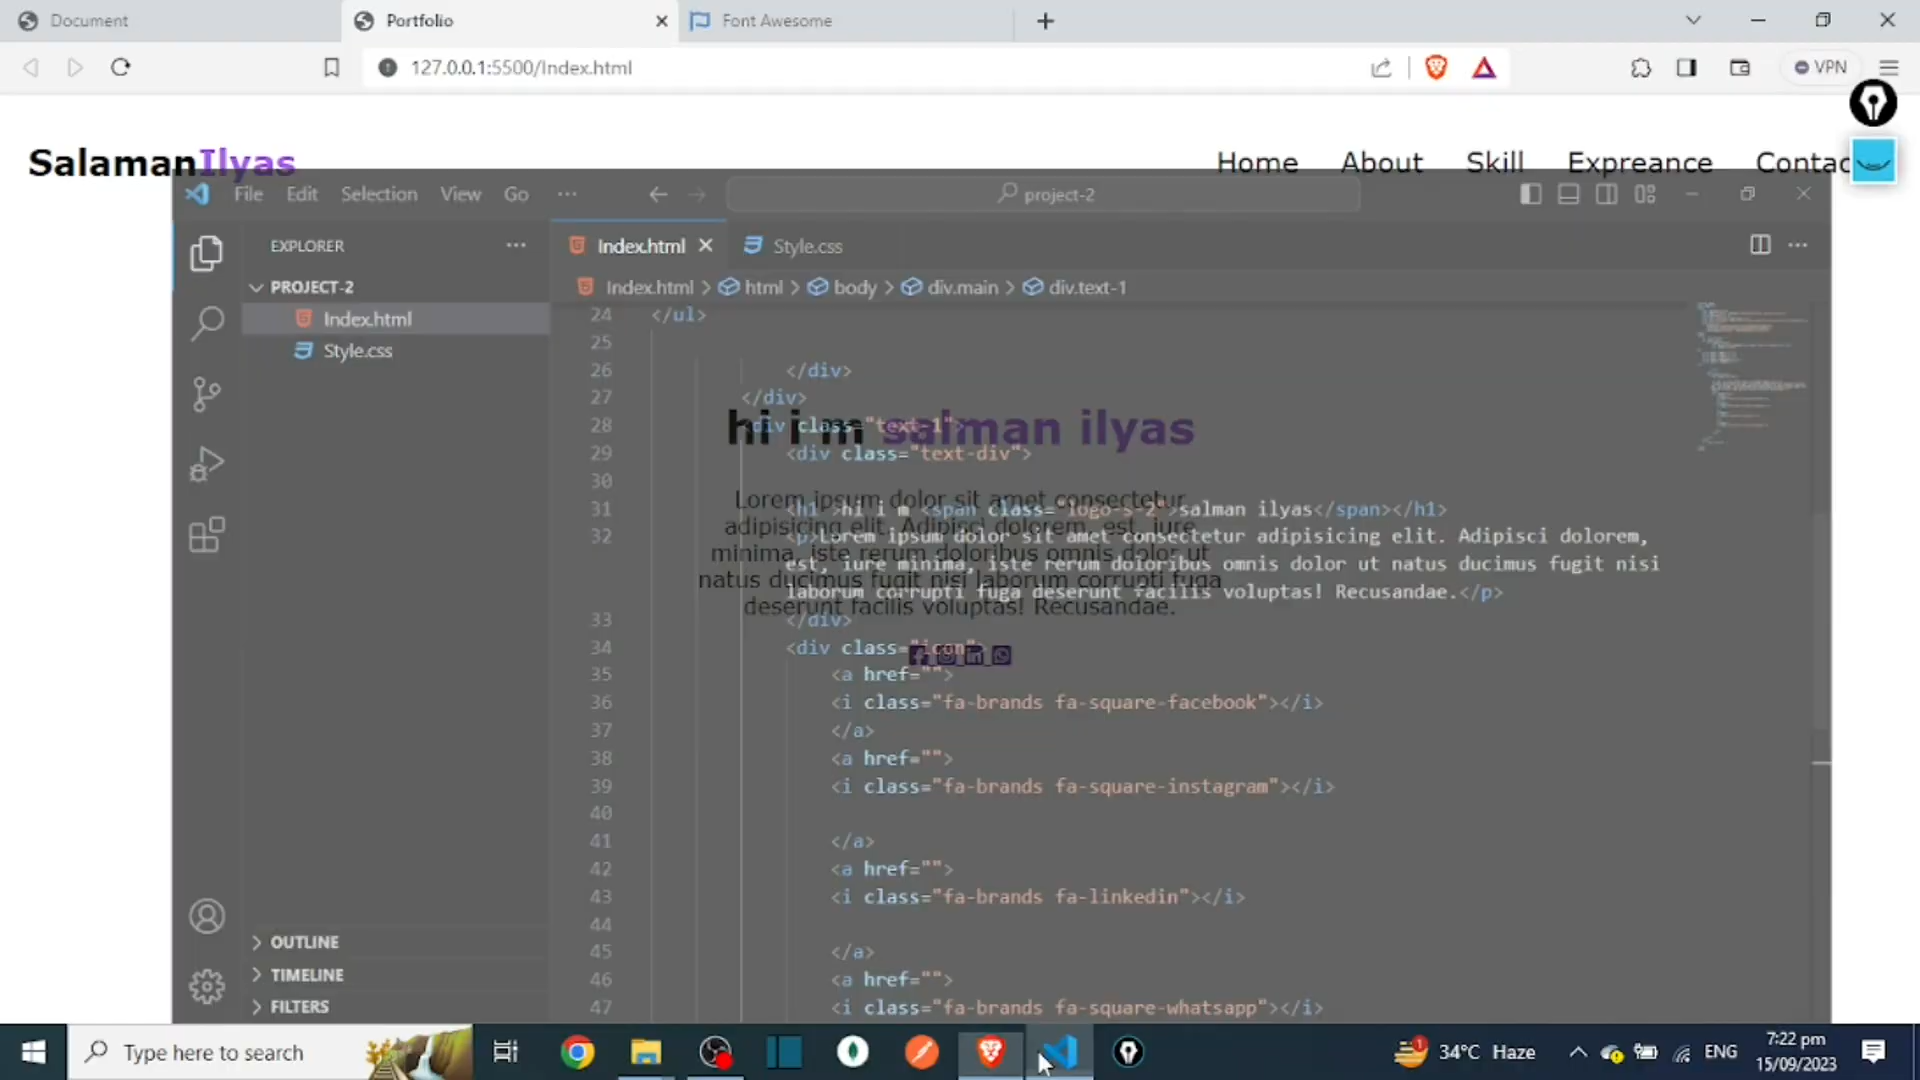 Document
Portfolio
Font Awesome
127.0.0.1:5500/Index.html
VPN
SalamanIlyas
Home About Skill Expreance Contac
File Edit Selection View Go ···
project-2
EXPLORER
Index.html
Style.css
PROJECT-2
Index.html > html > body > div.main > div.text-1
Index.html
Style.css
24 </ul>
25
26 </div>
27 </div>
hi i m salman ilyas
28 <div class="text-1">
29 <div class="text-div">
30
Lorem ipsum dolor sit amet consectetur
adipisicing elit. Adipisci dolorem, est, iure
minima, iste rerum doloribus omnis dolor ut
natus ducimus fugit nisi laborum corrupti fuga
deserunt facilis voluptas! Recusandae.
31 <h1 >hi i m <span class="logo-s-2">salman ilyas</span></h1>
32 <p>Lorem ipsum dolor sit amet consectetur adipisicing elit. Adipisci dolorem,
est, iure minima, iste rerum doloribus omnis dolor ut natus ducimus fugit nisi
laborum corrupti fuga deserunt facilis voluptas! Recusandae.</p>
33 </div>
34 <div class="icon">
35 <a href="">
36 <i class="fa-brands fa-square-facebook"></i>
37 </a>
38 <a href="">
39 <i class="fa-brands fa-square-instagram"></i>
40
41 </a>
42 <a href="">
43 <i class="fa-brands fa-linkedin"></i>
44
45 </a>
46 <a href="">
47 <i class="fa-brands fa-square-whatsapp"></i>
OUTLINE
TIMELINE
FILTERS
Type here to search
1
34°C Haze
ENG
7:22 pm
15/09/2023